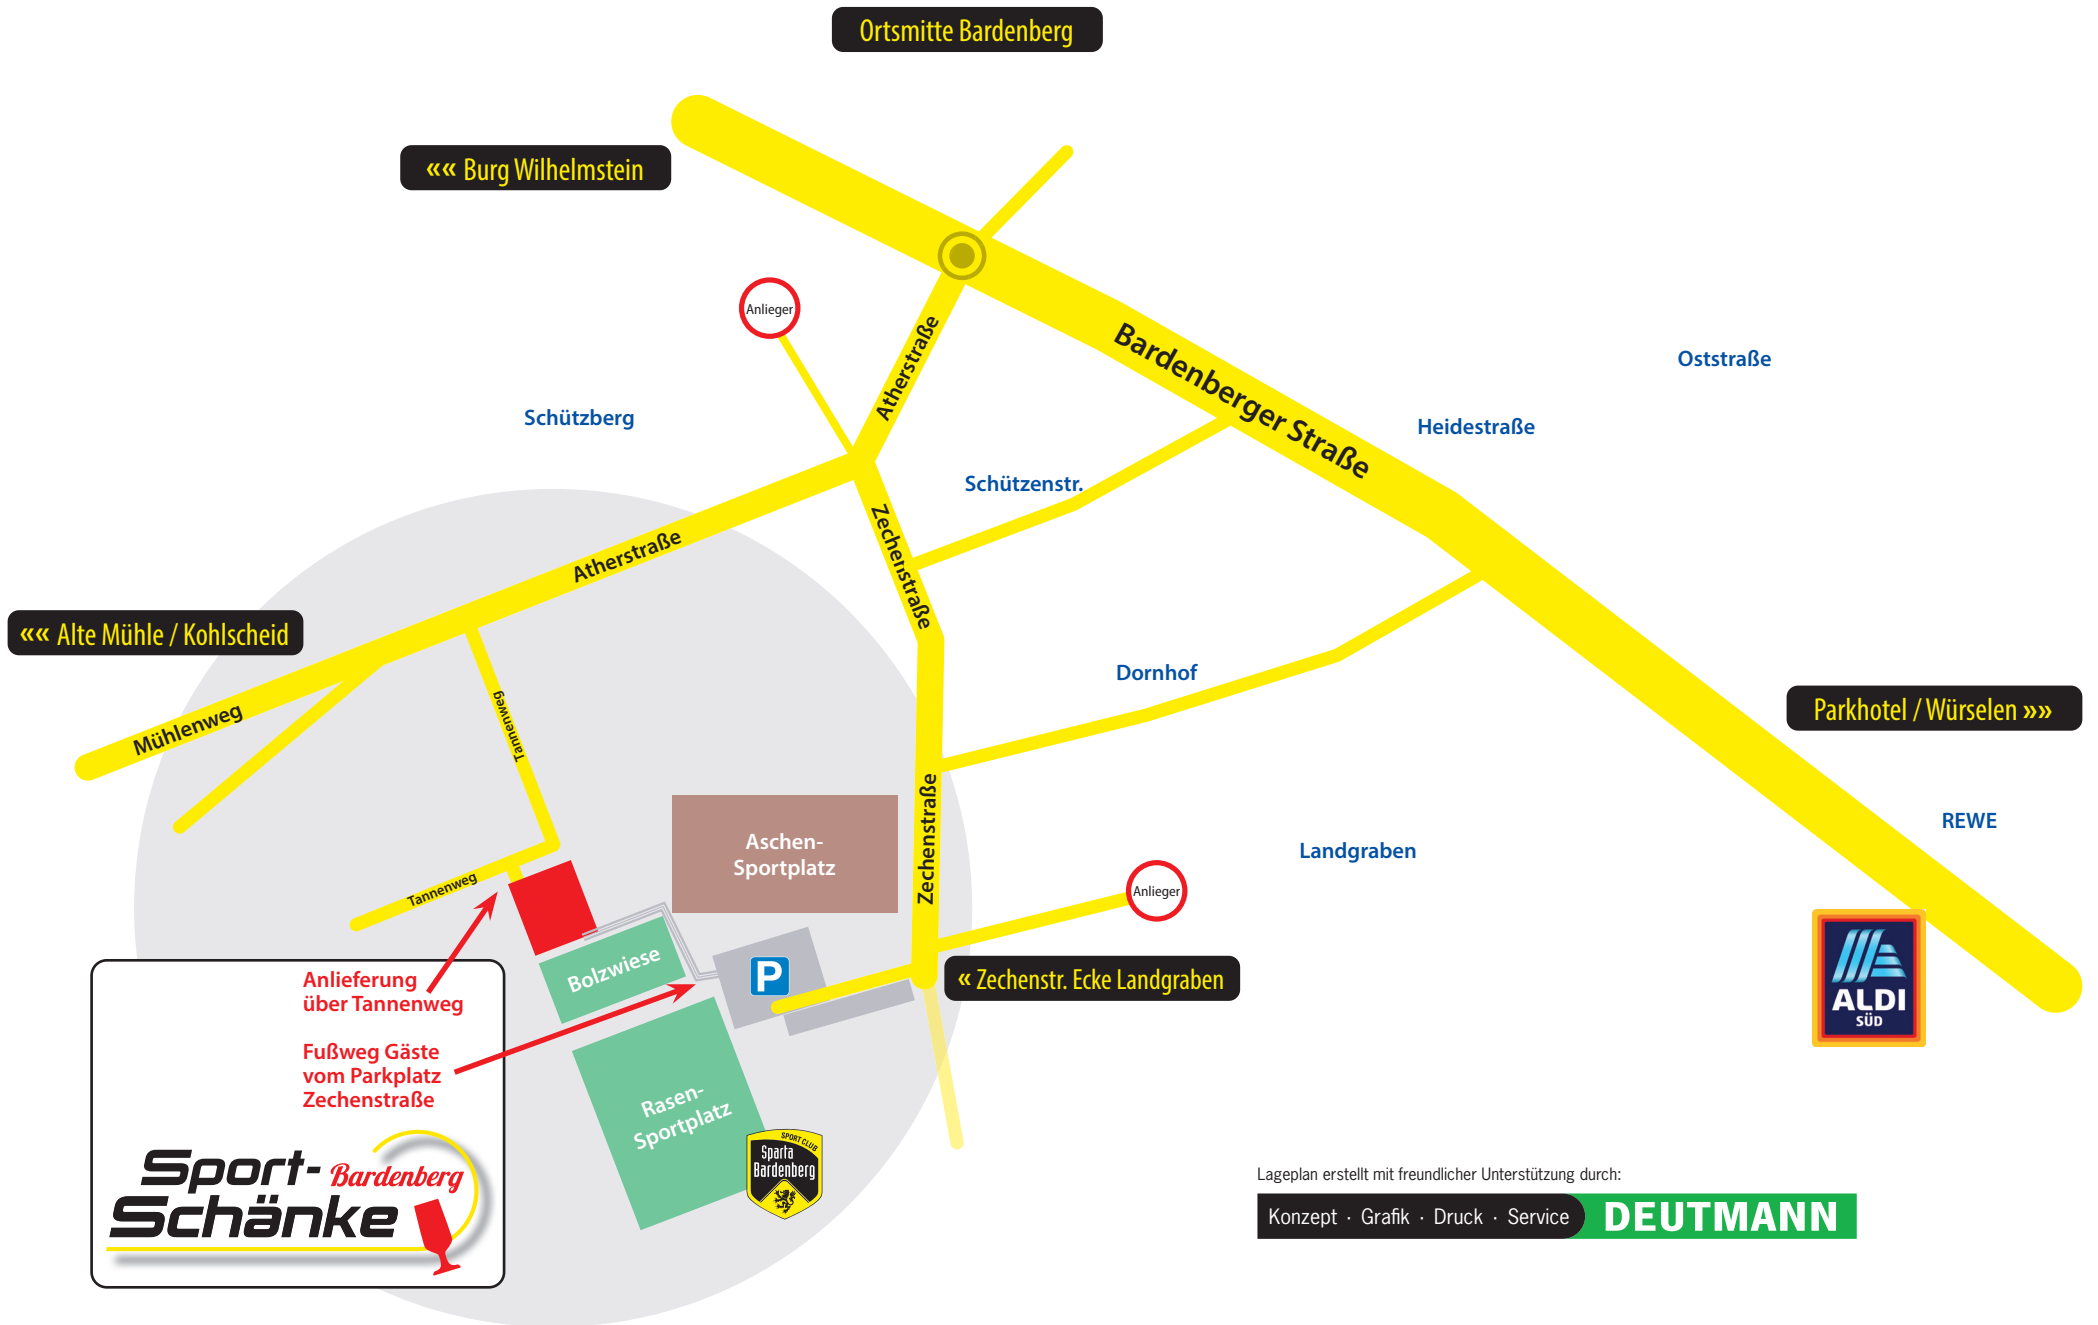 Ortsmitte Bardenberg
«« Burg Wilhelmstein
Anlieger
Atherstraße
Bardenberger Straße
Oststraße
Schützberg
Heidestraße
Schützenstr.
Zechenstraße
Atherstraße
«« Alte Mühle / Kohlscheid
Dornhof
Mühlenweg
Tannenweg
Parkhotel / Würselen »»
REWE
Aschen-
Sportplatz
Zechenstraße
Landgraben
Tannenweg
Anlieger
Bolzwiese
P
« Zechenstr. Ecke Landgraben
ALDI
SÜD
Anlieferung
über Tannenweg
Fußweg Gäste
vom Parkplatz
Zechenstraße
Rasen-
Sportplatz
SPORT CLUB
Sparta
Bardenberg
Sport-
Bardenberg
Schänke
Lageplan erstellt mit freundlicher Unterstützung durch:
Konzept · Grafik · Druck · Service DEUTMANN